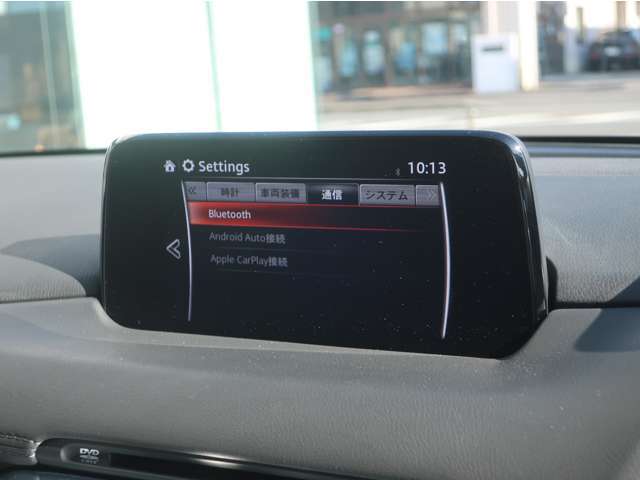 Settings 10:13
時計 車両装備 通信 システム
Bluetooth
Android Auto接続
Apple CarPlay接続
DVD